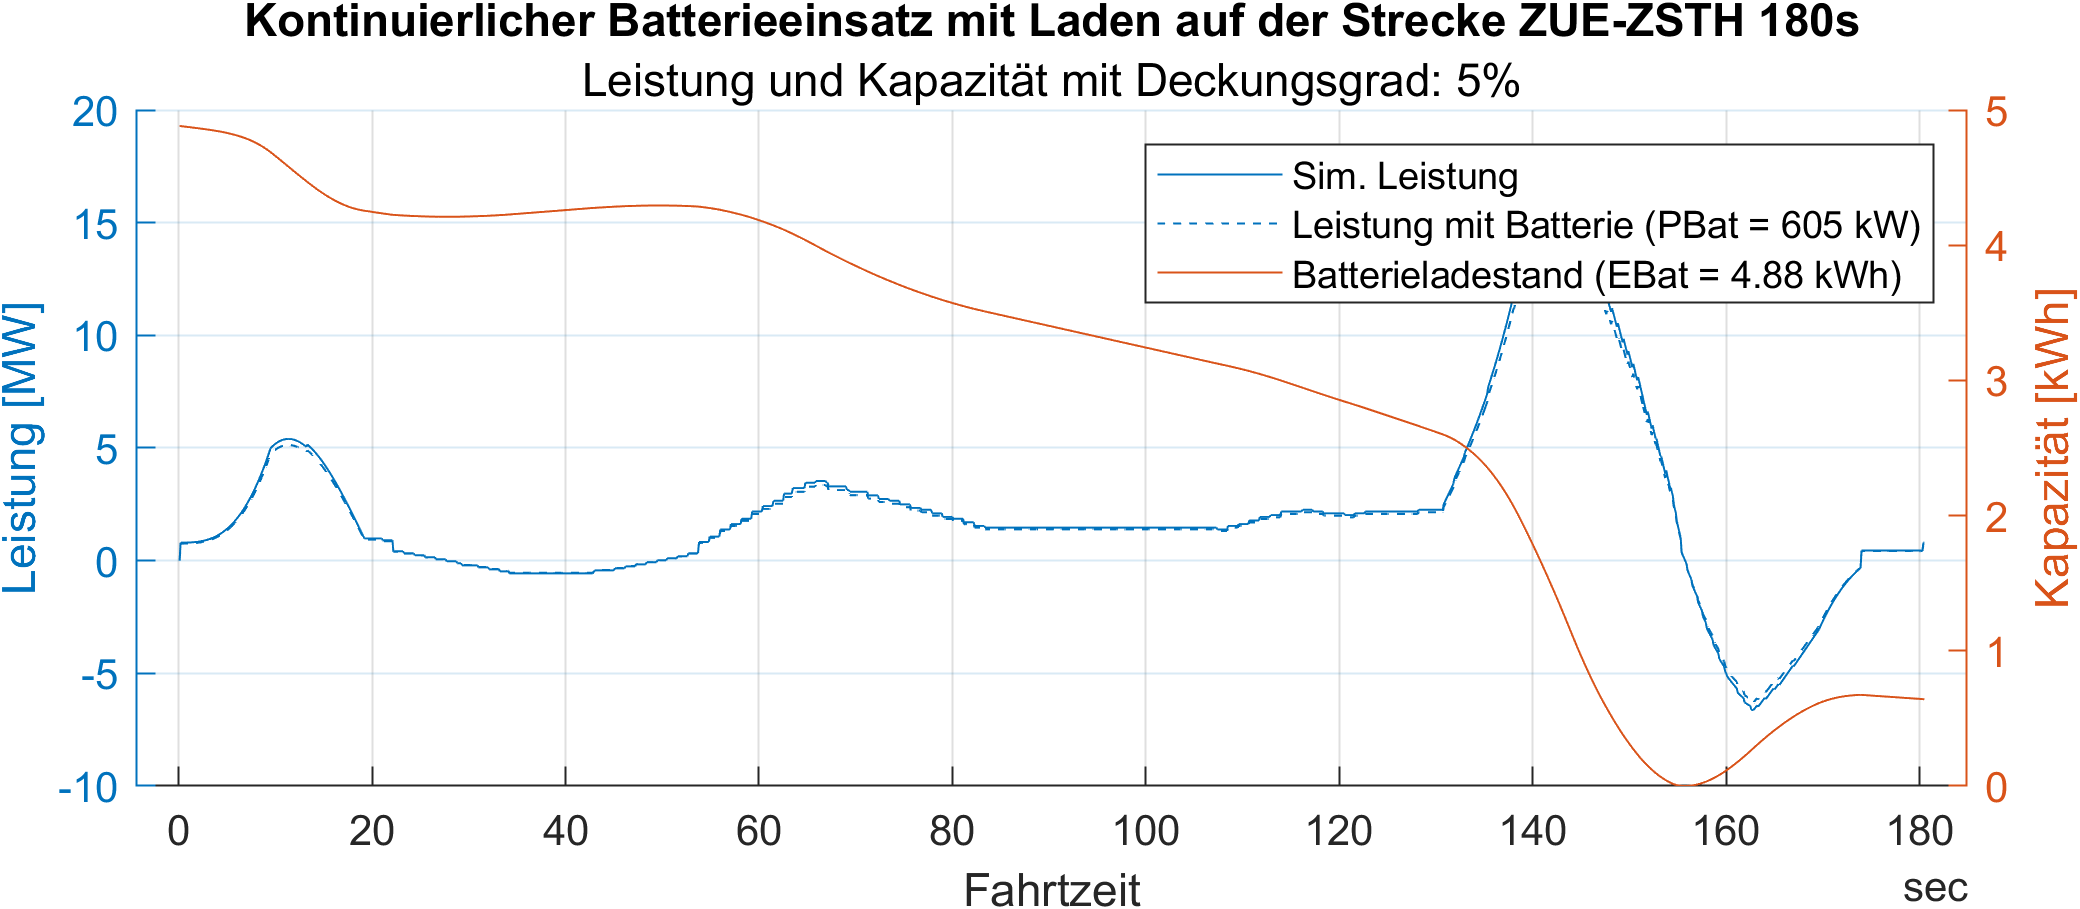 Kontinuierlicher Batterieeinsatz mit Laden auf der Strecke ZUE-ZSTH 180s
Leistung und Kapazität mit Deckungsgrad: 5%
20
15
10
5
0
-5
-10
Leistung [MW]
Sim. Leistung
Leistung mit Batterie (PBat = 605 kW)
Batterieladestand (EBat = 4.88 kWh)
5
4
3
2
1
0
Kapazität [kWh]
0 20 40 60 80 100 120 140 160 180
Fahrtzeit
sec